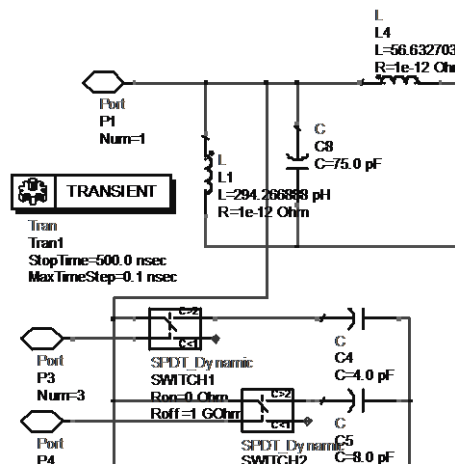 L
L4
L=56.632703
R=1e-12 Ohm
Port
P1
Num=1
C
C8
C=75.0 pF
L
L1
L=294.266888 pH
R=1e-12 Ohm
TRANSIENT
Tran
Tran1
StopTime=500.0 nsec
MaxTimeStep=0.1 nsec
C>2
C<1
Port
P3
Num=3
SPDT_Dynamic
SWITCH1
Ron=0 Ohm
Roff=1 GOhm
C
C4
C=4.0 pF
C>2
C<1
Port
P4
SPDT_Dynamic
SWITCH2
C
C5
C=8.0 pF